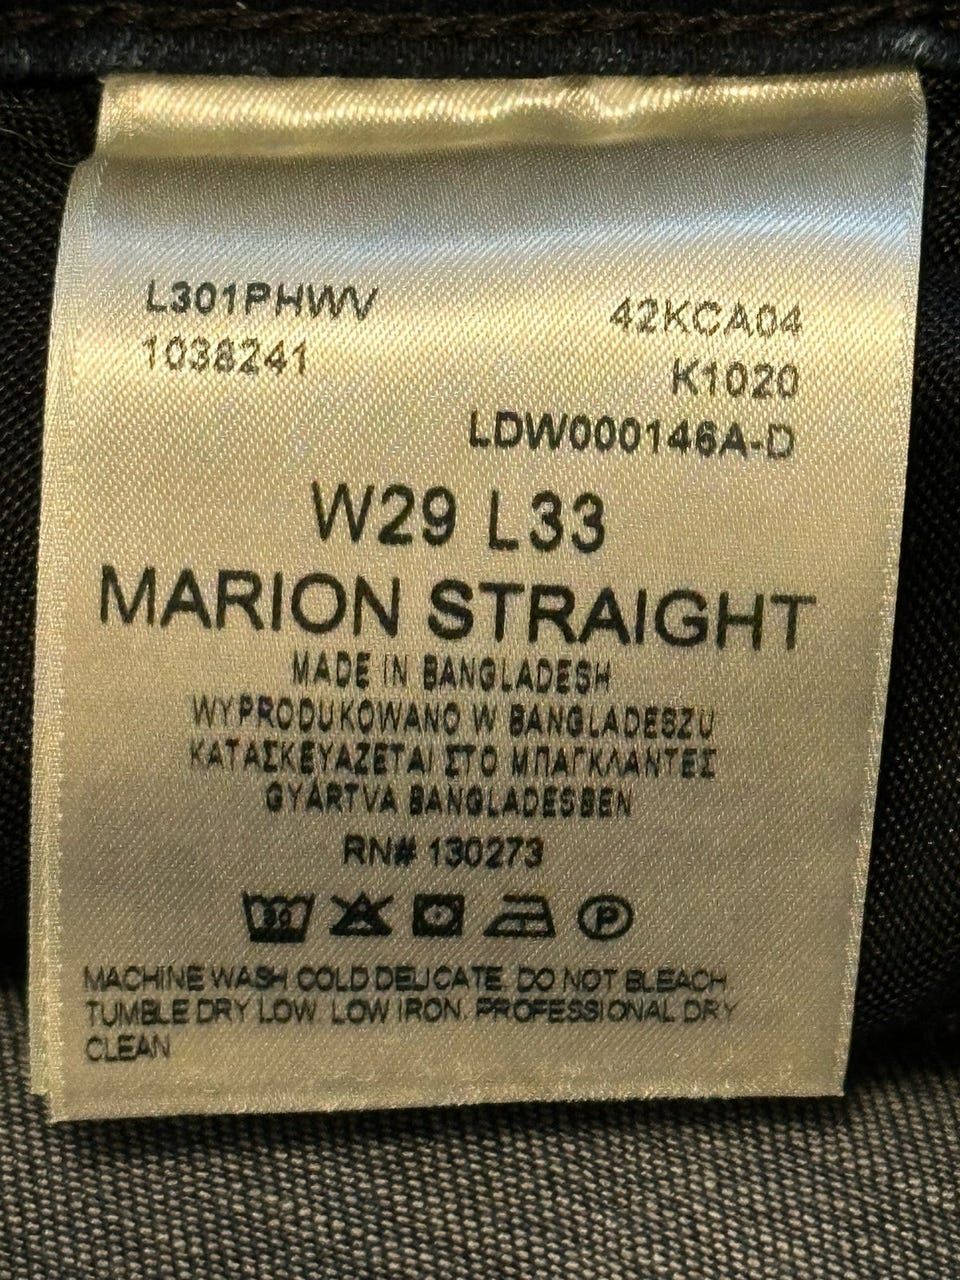 L301PHWV 42KCA04
1038241 K1020
LDW000146A-D
W29 L33
MARION STRAIGHT
MADE IN BANGLADESH
WYPRODUKOWANO W BANGLADESZU
ΚΑΤΑΣΚΕΥΑΖΕΤΑΙ ΣΤΟ ΜΠΑΓΚΛΑΝΤΕΣ
GYÁRTVA BANGLADESBEN
RN# 130273
30 P
MACHINE WASH COLD DELICATE. DO NOT BLEACH.
TUMBLE DRY LOW. LOW IRON. PROFESSIONAL DRY
CLEAN